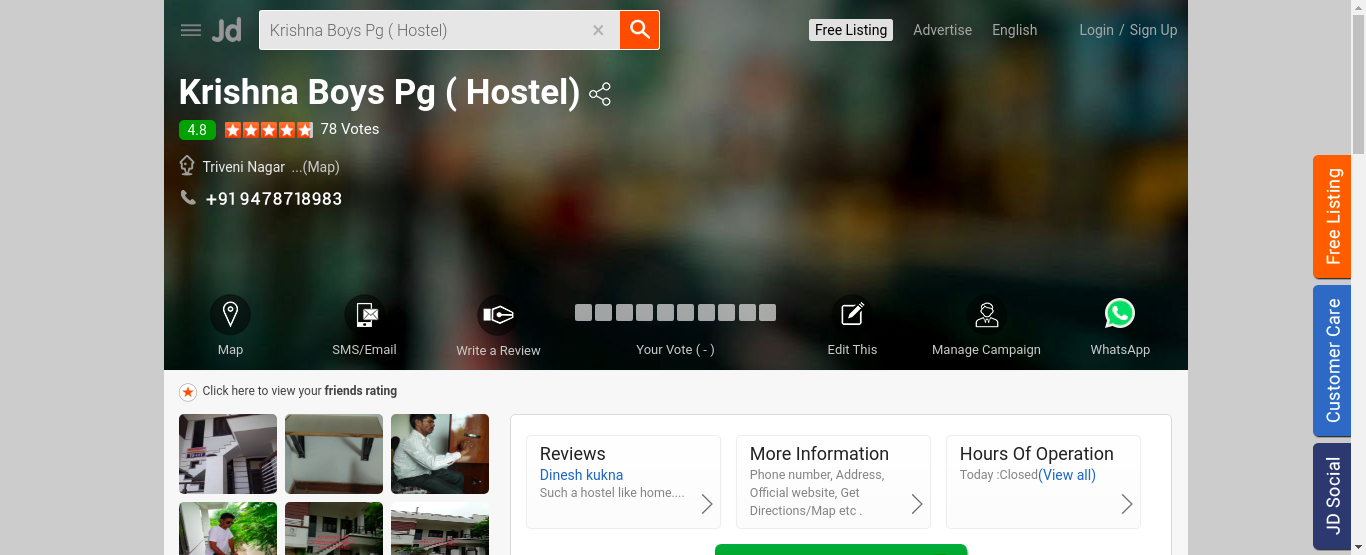 Jd
Krishna Boys Pg ( Hostel)
Free Listing
Advertise
English
Login / Sign Up
Krishna Boys Pg ( Hostel)
4.8
78 Votes
Triveni Nagar ...(Map)
+91 9478718983
Map
SMS/Email
Write a Review
Your Vote ( - )
Edit This
Manage Campaign
WhatsApp
Click here to view your friends rating
Reviews
Dinesh kukna
Such a hostel like home....
More Information
Phone number, Address,
Official website, Get
Directions/Map etc .
Hours Of Operation
Today :Closed(View all)
Free Listing
Customer Care
JD Social